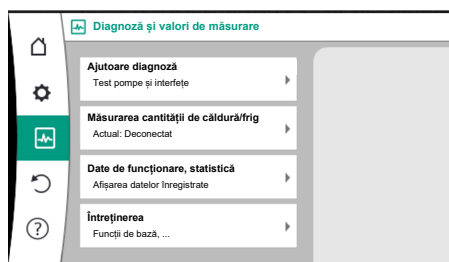 Diagnoză și valori de măsurare
Ajutoare diagnoză
Test pompe și interfețe
Măsurarea cantității de căldură/frig
Actual: Deconectat
Date de funcționare, statistică
Afișarea datelor înregistrate
Întreținerea
Funcții de bază, ...
?